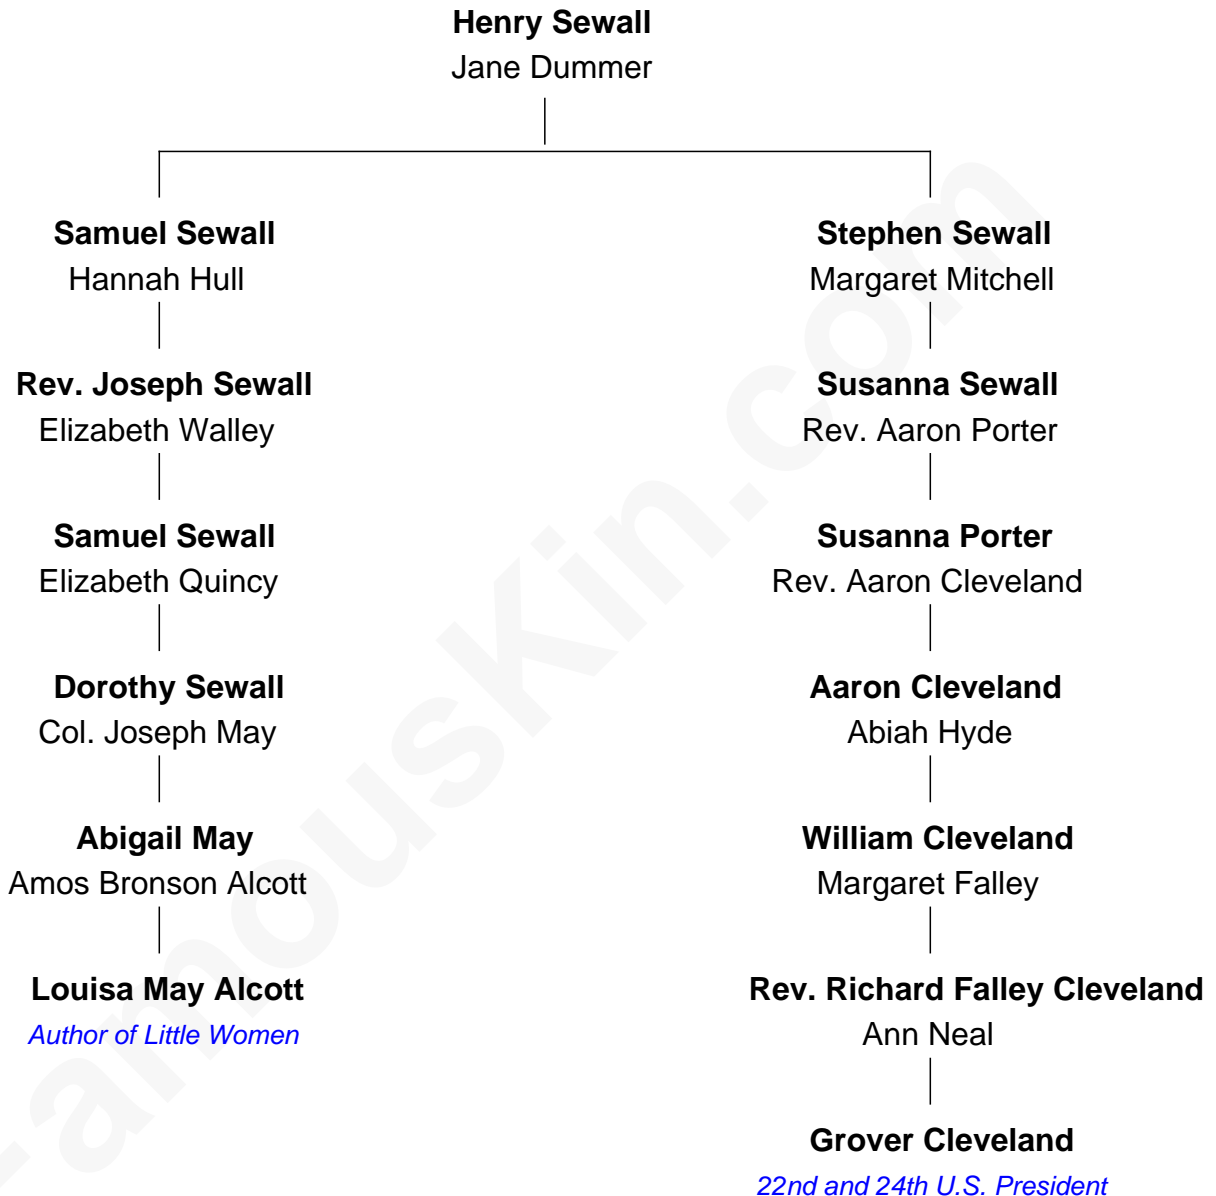 Henry Sewall
Jane Dummer
Samuel Sewall
Hannah Hull
Stephen Sewall
Margaret Mitchell
Rev. Joseph Sewall
Elizabeth Walley
Susanna Sewall
Rev. Aaron Porter
Samuel Sewall
Elizabeth Quincy
Susanna Porter
Rev. Aaron Cleveland
Dorothy Sewall
Col. Joseph May
Aaron Cleveland
Abiah Hyde
Abigail May
Amos Bronson Alcott
William Cleveland
Margaret Falley
Louisa May Alcott
Author of Little Women
Rev. Richard Falley Cleveland
Ann Neal
Grover Cleveland
22nd and 24th U.S. President
FamousKin.com